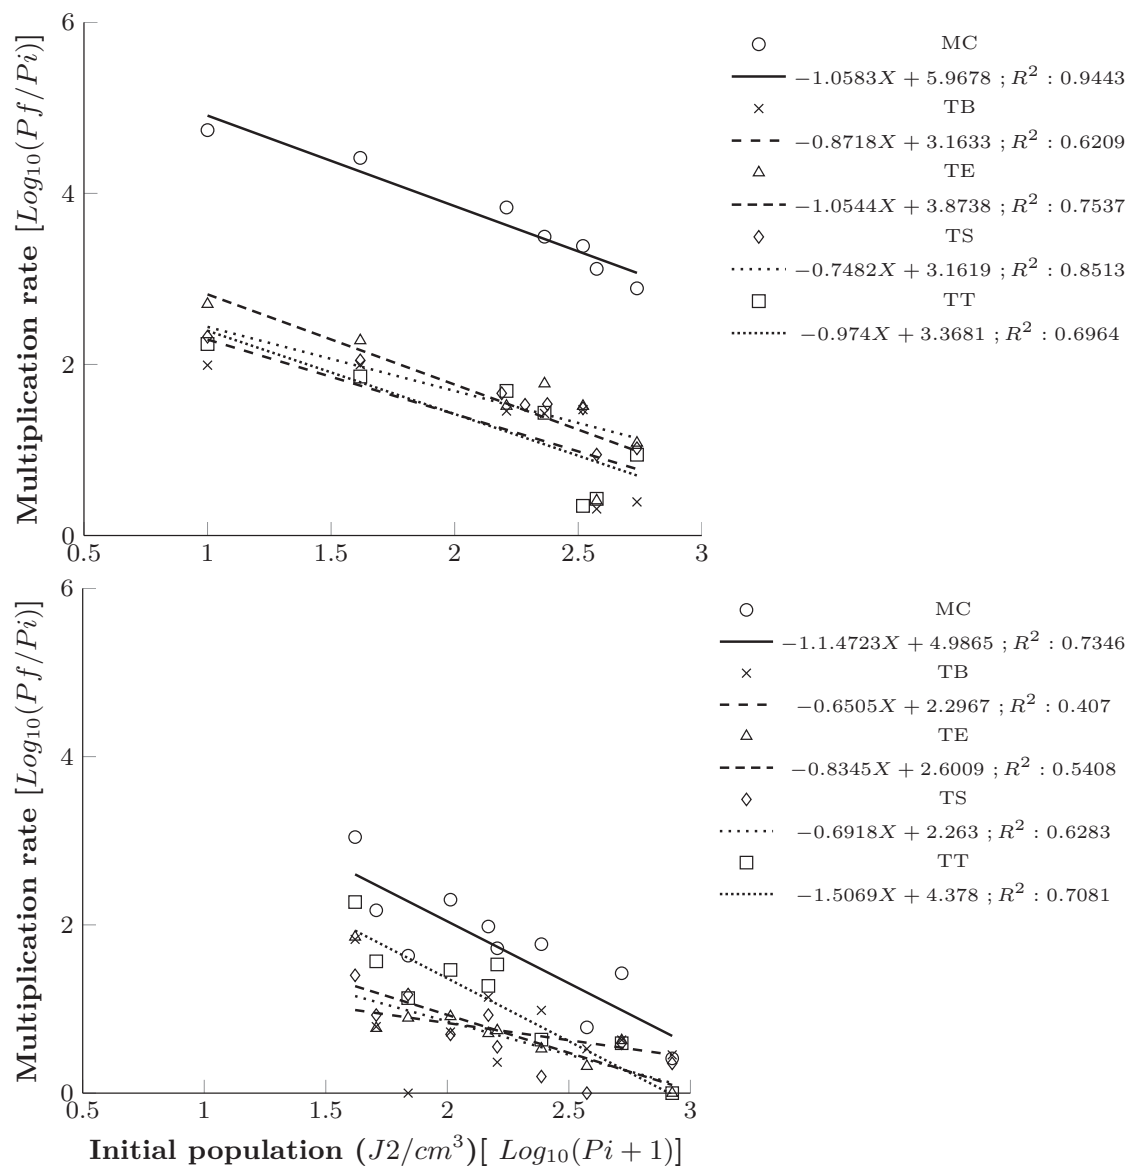 Multiplication rate [Log₁₀(Pf/Pi)]
6
4
2
0
0.5 1 1.5 2 2.5 3
MC
−1.0583X + 5.9678 ; R² : 0.9443
TB
−0.8718X + 3.1633 ; R² : 0.6209
TE
−1.0544X + 3.8738 ; R² : 0.7537
TS
−0.7482X + 3.1619 ; R² : 0.8513
TT
−0.974X + 3.3681 ; R² : 0.6964
Multiplication rate [Log₁₀(Pf/Pi)]
6
4
2
0
0.5 1 1.5 2 2.5 3
Initial population (J2/cm³)[ Log₁₀(Pi + 1)]
MC
−1.1.4723X + 4.9865 ; R² : 0.7346
TB
−0.6505X + 2.2967 ; R² : 0.407
TE
−0.8345X + 2.6009 ; R² : 0.5408
TS
−0.6918X + 2.263 ; R² : 0.6283
TT
−1.5069X + 4.378 ; R² : 0.7081